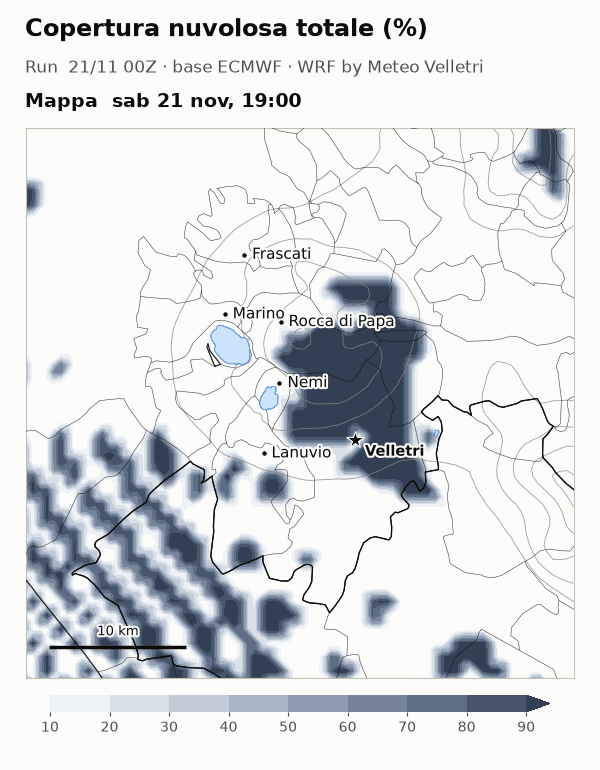 Copertura nuvolosa totale (%)
Run  21/11 00Z · base ECMWF · WRF by Meteo Velletri
Mappa  sab 21 nov, 19:00
Frascati
Marino
Rocca di Papa
Nemi
Velletri
Lanuvio
10 km
10 20 30 40 50 60 70 80 90